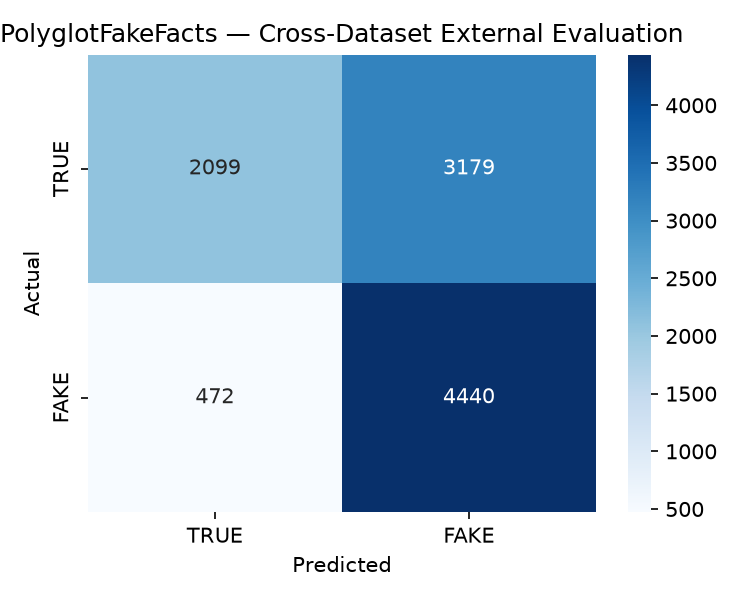 PolyglotFakeFacts — Cross-Dataset External Evaluation
TRUE
2099
3179
FAKE
472
4440
Actual
TRUE
FAKE
Predicted
4000
3500
3000
2500
2000
1500
1000
500